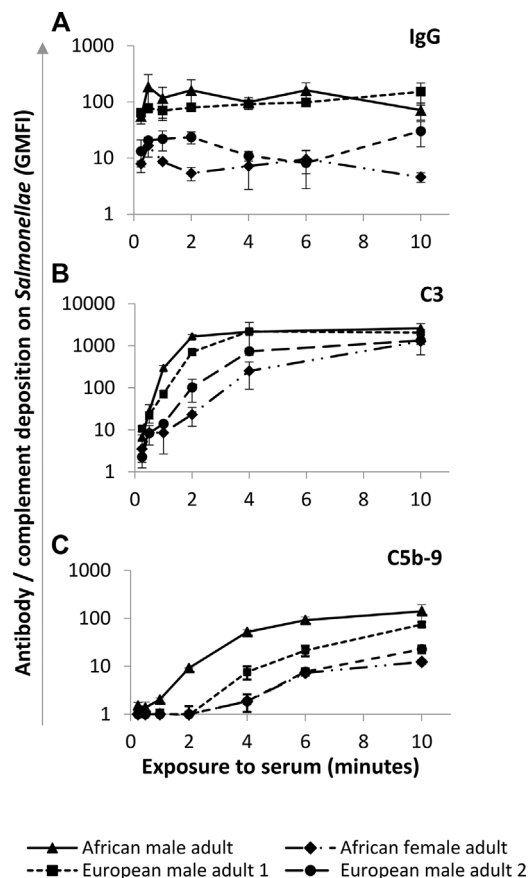 Antibody / complement deposition on Salmonellae (GMFI)
A
IgG
1000
100
10
1
0 2 4 6 8 10
B
C3
10000
1000
100
10
1
0 2 4 6 8 10
C
C5b-9
1000
100
10
1
0 2 4 6 8 10
Exposure to serum (minutes)
African male adult
African female adult
European male adult 1
European male adult 2